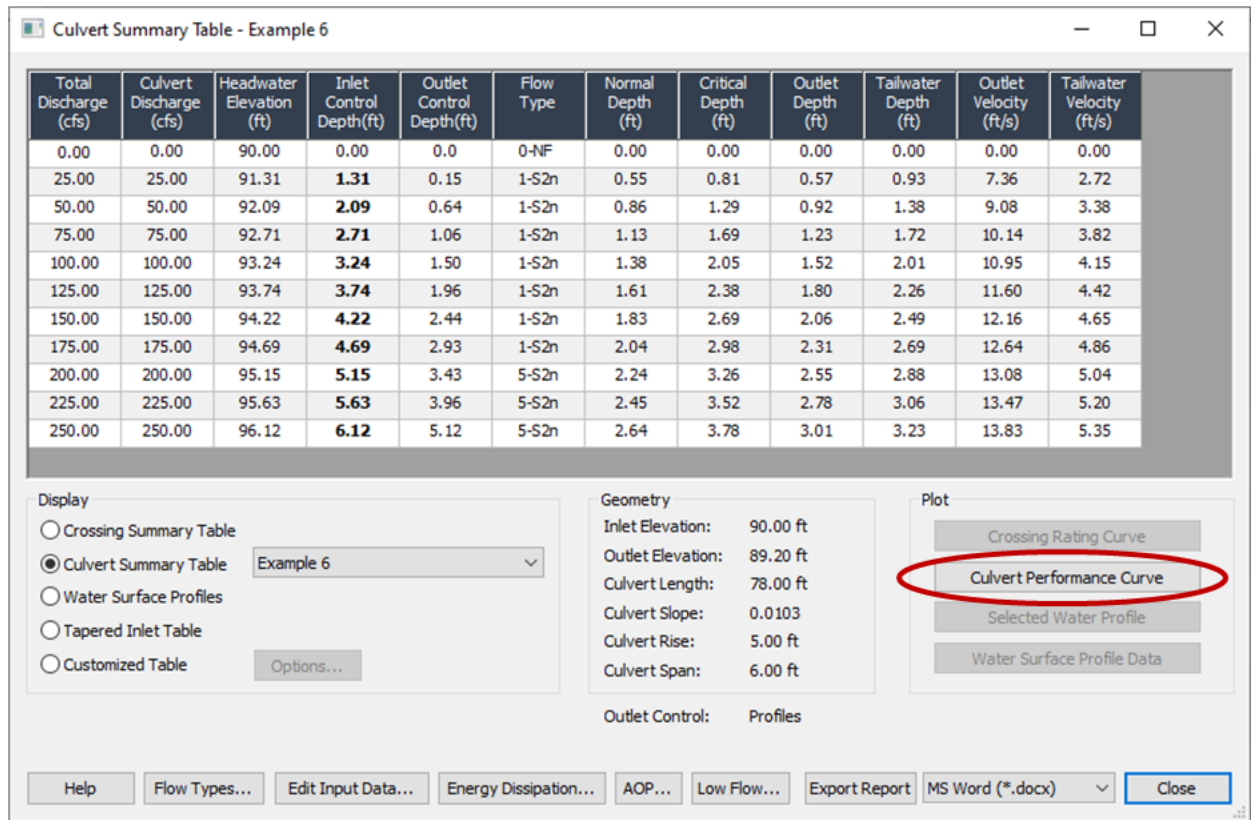 Culvert Summary Table - Example 6
Total Discharge (cfs) Culvert Discharge (cfs) Headwater Elevation (ft) Inlet Control Depth(ft) Outlet Control Depth(ft) Flow Type Normal Depth (ft) Critical Depth (ft) Outlet Depth (ft) Tailwater Depth (ft) Outlet Velocity (ft/s) Tailwater Velocity (ft/s)
0.00 0.00 90.00 0.00 0.0 0-NF 0.00 0.00 0.00 0.00 0.00 0.00
25.00 25.00 91.31 1.31 0.15 1-S2n 0.55 0.81 0.57 0.93 7.36 2.72
50.00 50.00 92.09 2.09 0.64 1-S2n 0.86 1.29 0.92 1.38 9.08 3.38
75.00 75.00 92.71 2.71 1.06 1-S2n 1.13 1.69 1.23 1.72 10.14 3.82
100.00 100.00 93.24 3.24 1.50 1-S2n 1.38 2.05 1.52 2.01 10.95 4.15
125.00 125.00 93.74 3.74 1.96 1-S2n 1.61 2.38 1.80 2.26 11.60 4.42
150.00 150.00 94.22 4.22 2.44 1-S2n 1.83 2.69 2.06 2.49 12.16 4.65
175.00 175.00 94.69 4.69 2.93 1-S2n 2.04 2.98 2.31 2.69 12.64 4.86
200.00 200.00 95.15 5.15 3.43 5-S2n 2.24 3.26 2.55 2.88 13.08 5.04
225.00 225.00 95.63 5.63 3.96 5-S2n 2.45 3.52 2.78 3.06 13.47 5.20
250.00 250.00 96.12 6.12 5.12 5-S2n 2.64 3.78 3.01 3.23 13.83 5.35
Display
Crossing Summary Table
Culvert Summary Table Example 6
Water Surface Profiles
Tapered Inlet Table
Customized Table Options...
Geometry
Inlet Elevation: 90.00 ft
Outlet Elevation: 89.20 ft
Culvert Length: 78.00 ft
Culvert Slope: 0.0103
Culvert Rise: 5.00 ft
Culvert Span: 6.00 ft
Outlet Control: Profiles
Plot
Crossing Rating Curve
Culvert Performance Curve
Selected Water Profile
Water Surface Profile Data
Help Flow Types... Edit Input Data... Energy Dissipation... AOP... Low Flow... Export Report MS Word (*.docx) Close